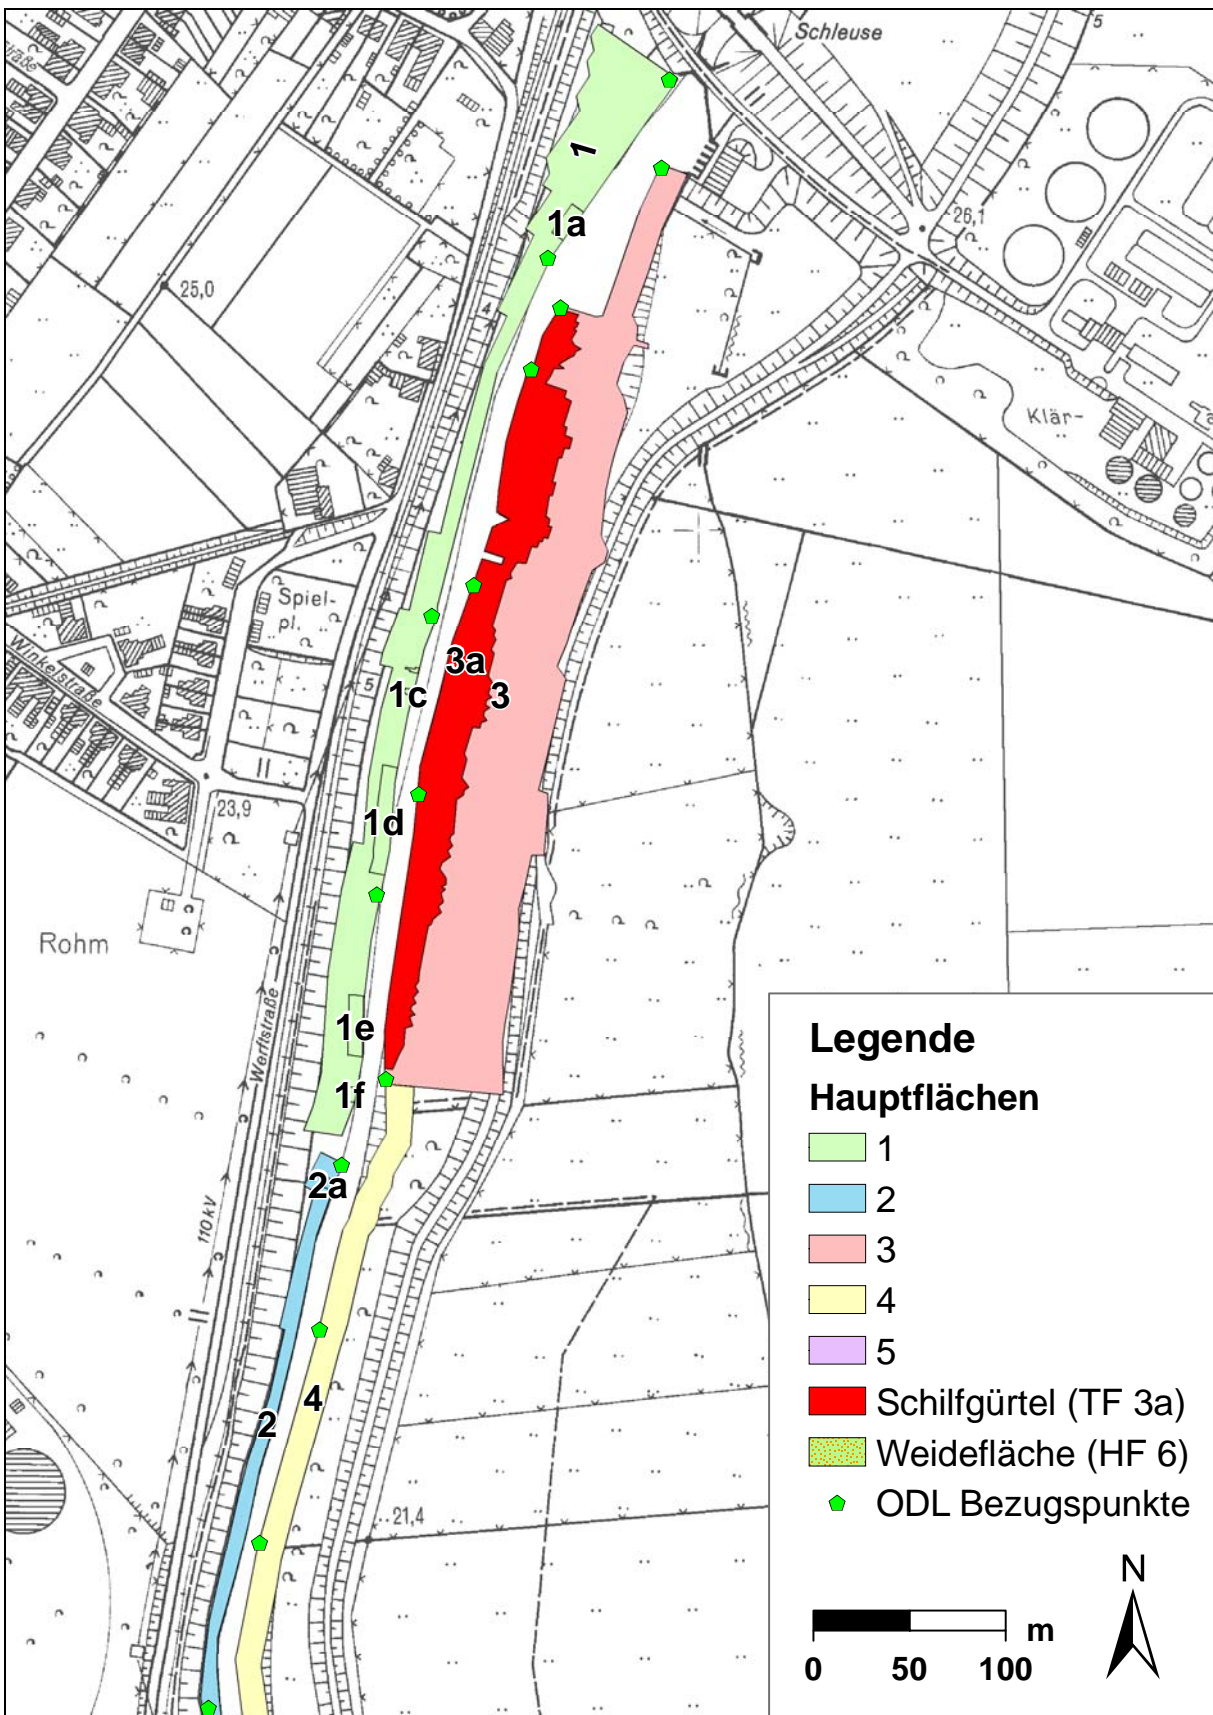 Schleuse
5
1
1a
26,1
25,0
4
Klär-
Spiel-
pl.
Winkelstraße
3a
5
1c
3
II
23,9
1d
Rohm
1e
Werftstraße
1f
2a
110 kV
II
4
2
21,4
Legende
Hauptflächen
1
2
3
4
5
Schilfgürtel (TF 3a)
Weidefläche (HF 6)
ODL Bezugspunkte
N
m
0 50 100